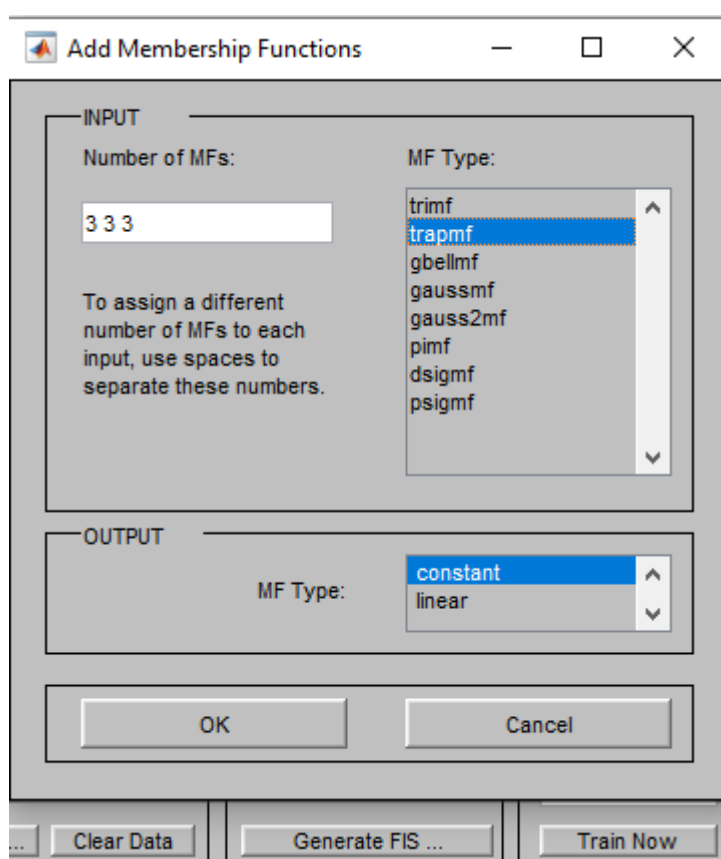 Add Membership Functions
INPUT
Number of MFs:
MF Type:
3 3 3
trimf
trapmf
gbellmf
gaussmf
gauss2mf
pimf
dsigmf
psigmf
To assign a different
number of MFs to each
input, use spaces to
separate these numbers.
OUTPUT
MF Type:
constant
linear
OK
Cancel
...
Clear Data
Generate FIS ...
Train Now